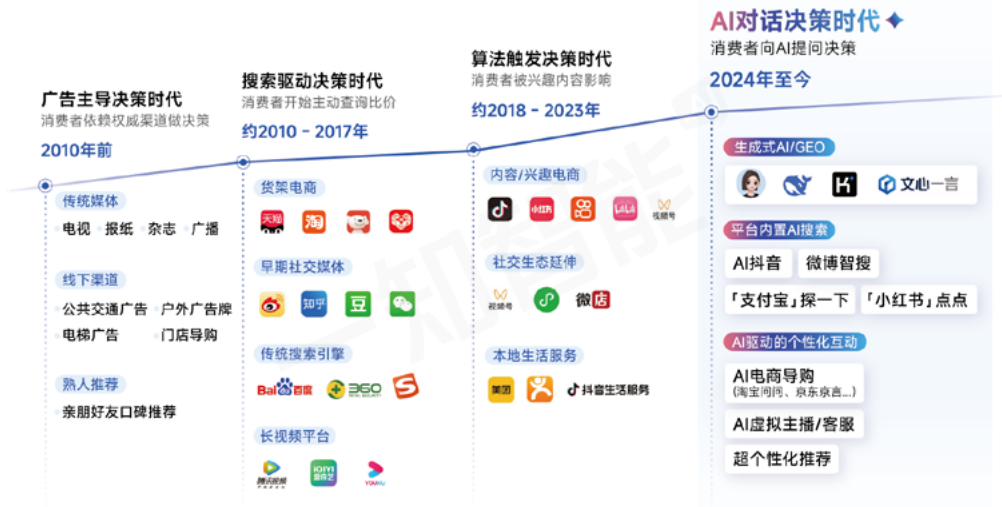 广告主导决策时代
消费者依赖权威渠道做决策
2010年前
传统媒体
电视 报纸 杂志 广播
线下渠道
公共交通广告 户外广告牌
电梯广告 门店导购
熟人推荐
亲朋好友口碑推荐
搜索驱动决策时代
消费者开始主动查询比价
约2010 - 2017年
货架电商
天猫 淘
早期社交媒体
知乎 豆
传统搜索引擎
Bai百度 360 S
长视频平台
腾讯视频 iQIYI 爱奇艺 YOUKU
算法触发决策时代
消费者被兴趣内容影响
约2018 - 2023年
内容/兴趣电商
小红书 LALA 视频号
社交生态延伸
视频号 微店
本地生活服务
美团 抖音生活服务
AI对话决策时代
消费者向AI提问决策
2024年至今
生成式AI/GEO
K 文心一言
平台内置AI搜索
AI抖音 微博智搜
「支付宝」探一下 「小红书」点点
AI驱动的个性化互动
AI电商导购
(淘宝问问、京东京言...)
AI虚拟主播/客服
超个性化推荐
一知智能